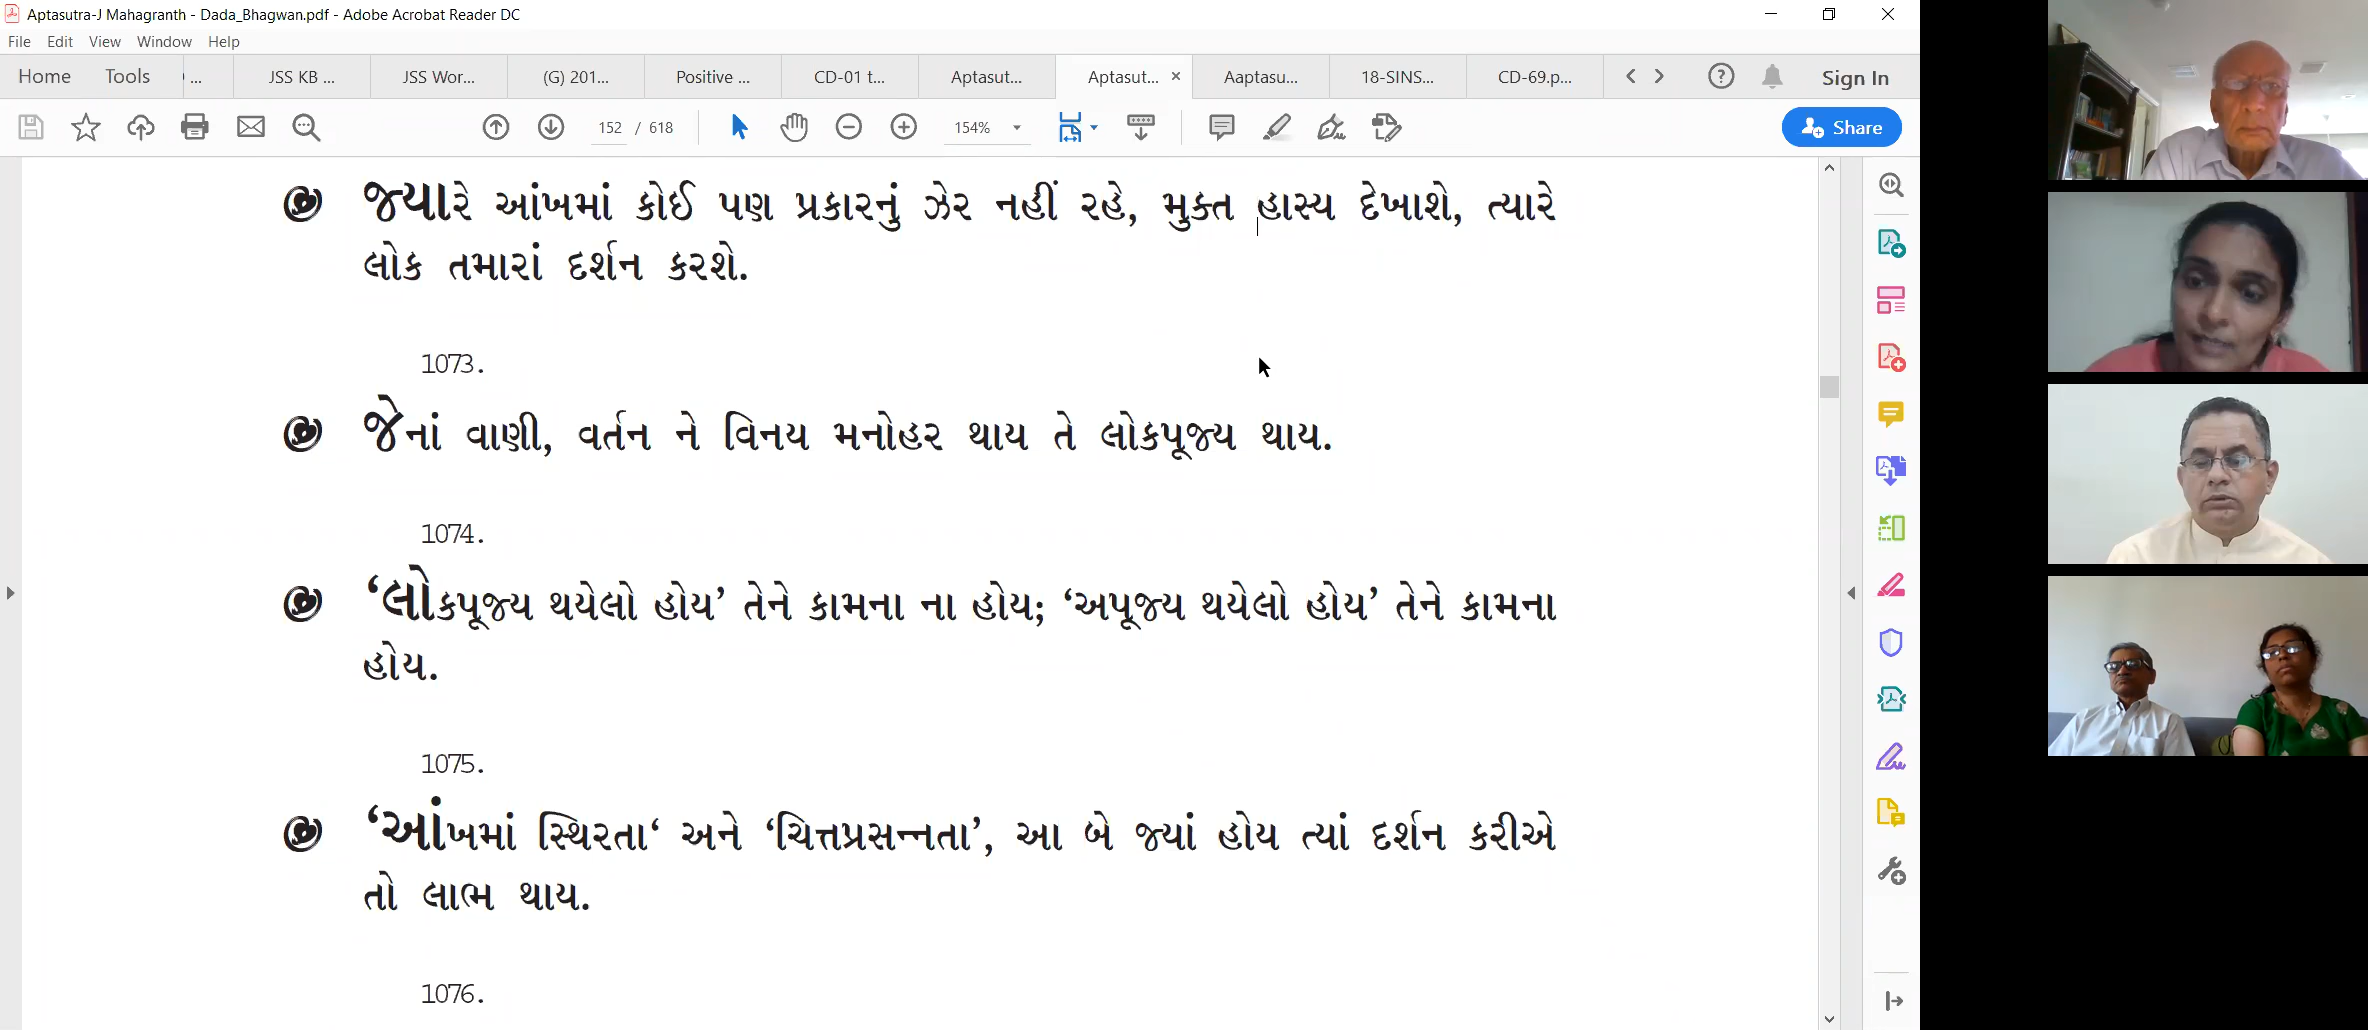 Aptasutra-J Mahagranth - Dada_Bhagwan.pdf - Adobe Acrobat Reader DC
File Edit View Window Help
Home Tools ... JSS KB ... JSS Wor... (G) 201... Positive ... CD-01 t... Aptasut... Aptasut... × Aaptasu... 18-SINS... CD-69.p... Sign In
152 / 618 154% Share
જ્યારે આંખમાં કોઈ પણ પ્રકારનું ઝેર નહીં રહે, મુક્ત હાસ્ય દેખાશે, ત્યારે
લોક તમારાં દર્શન કરશે.
1073.
જેનાં વાણી, વર્તન ને વિનય મનોહર થાય તે લોકપૂજ્ય થાય.
1074.
‘લોકપૂજ્ય થયેલો હોય’ તેને કામના ના હોય; ‘અપૂજ્ય થયેલો હોય’ તેને કામના
હોય.
1075.
‘આંખમાં સ્થિરતા‘ અને ‘ચિત્તપ્રસન્નતા’, આ બે જ્યાં હોય ત્યાં દર્શન કરીએ
તો લાભ થાય.
1076.